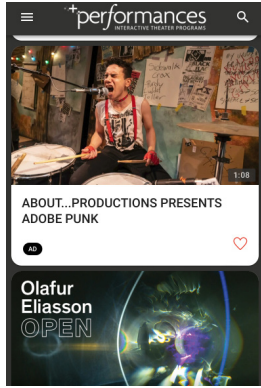 +performances
INTERACTIVE THEATER PROGRAMS
1:08
ABOUT...PRODUCTIONS PRESENTS
ADOBE PUNK
AD
Olafur
Eliasson
OPEN